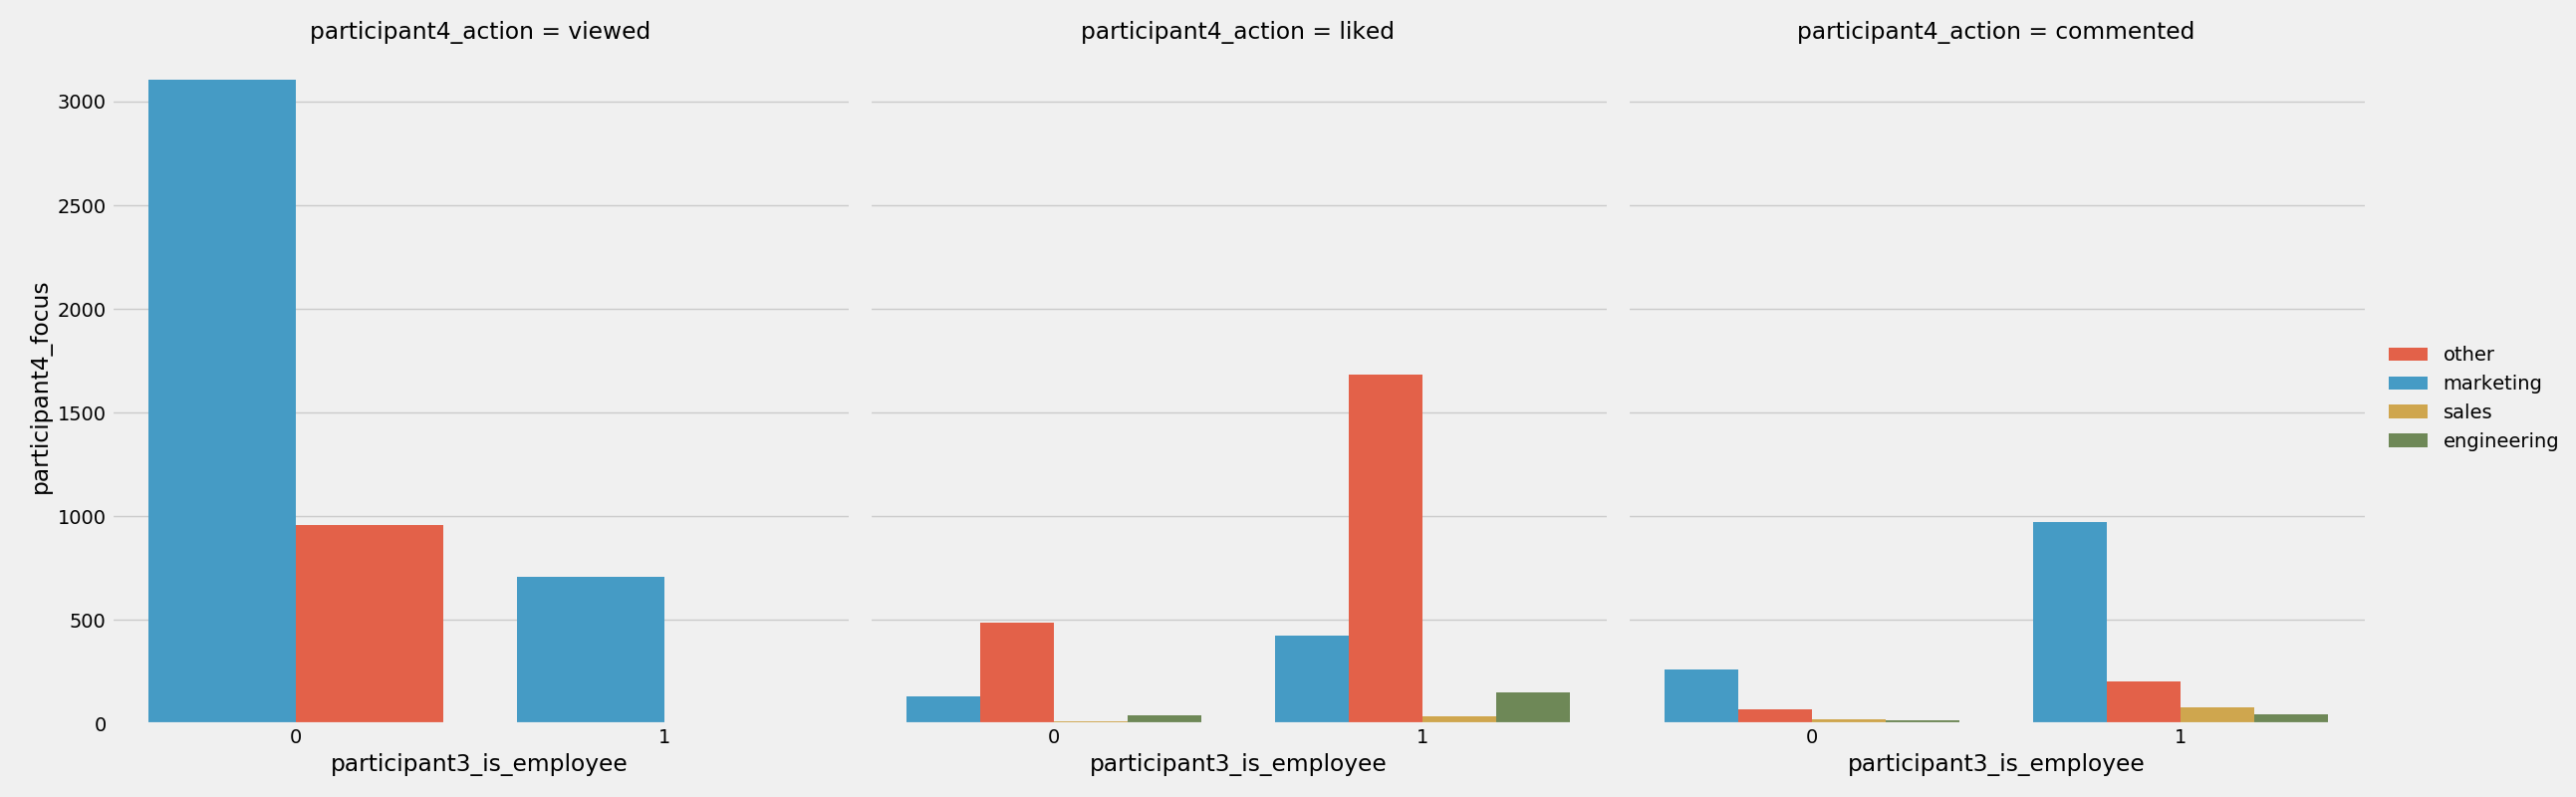 participant4_action = viewed
participant4_action = liked
participant4_action = commented
participant4_focus
3000
2500
2000
1500
1000
500
0
0 1
0 1
0 1
participant3_is_employee
participant3_is_employee
participant3_is_employee
other
marketing
sales
engineering